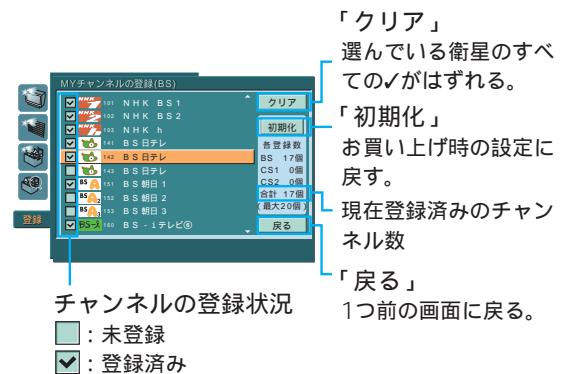 MYチャンネルの登録(BS)
NHK 101 NHK BS1
NHK 102 NHK BS2
NHK 103 NHK h
141 BS日テレ
142 BS日テレ
143 BS日テレ
BS朝日 151 BS朝日1
152 BS朝日2
153 BS朝日3
BS-i 160 BS-iテレビ⑥
登録
クリア
初期化
各登録数
BS 17個
CS1 0個
CS2 0個
合計 17個
(最大20個)
戻る
「クリア」
選んでいる衛星のすべ
ての✓がはずれる。
「初期化」
お買い上げ時の設定に
戻す。
現在登録済みのチャン
ネル数
「戻る」
1つ前の画面に戻る。
チャンネルの登録状況
：未登録
：登録済み